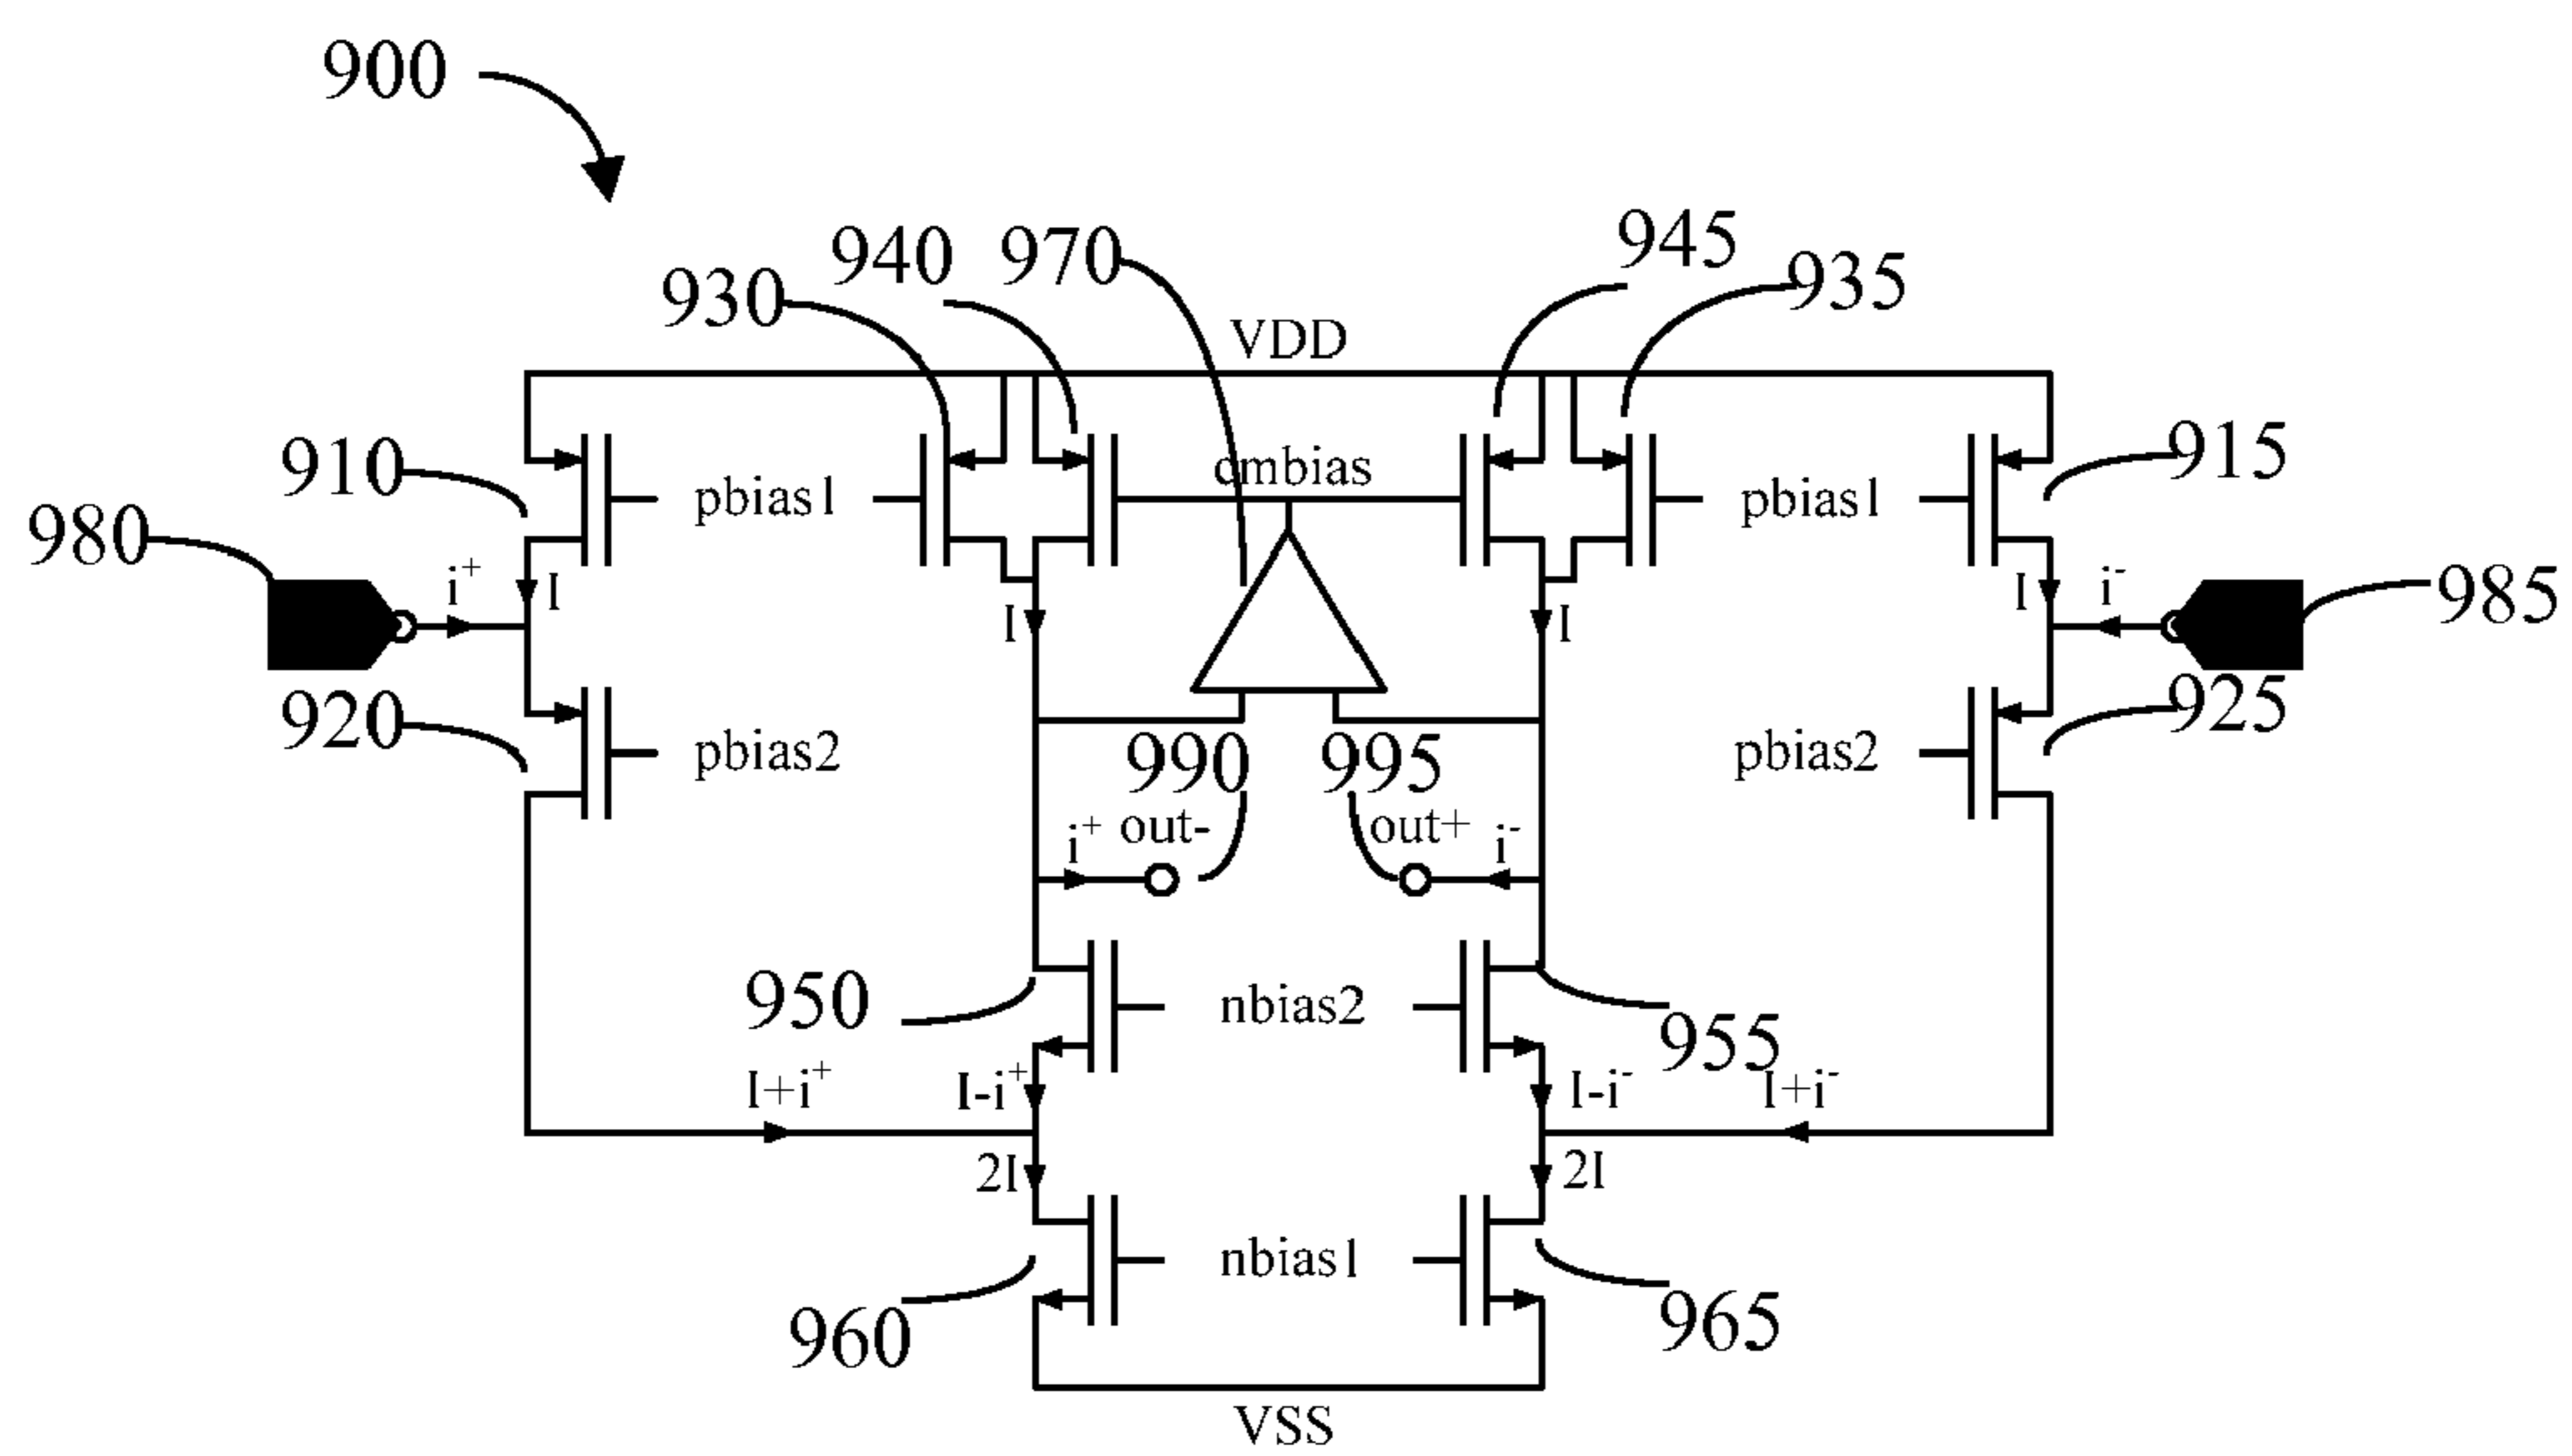 900
940 970 945
930 935
VDD
910 915
pbias1 cmbias pbias1
980 i+ I I i- 985
I I
920 925
pbias2 990 995 pbias2
i+ out- out+ i-
950 nbias2 955
I+i+ I-i+ I-i- I+i-
2I 2I
960 nbias1 965
VSS